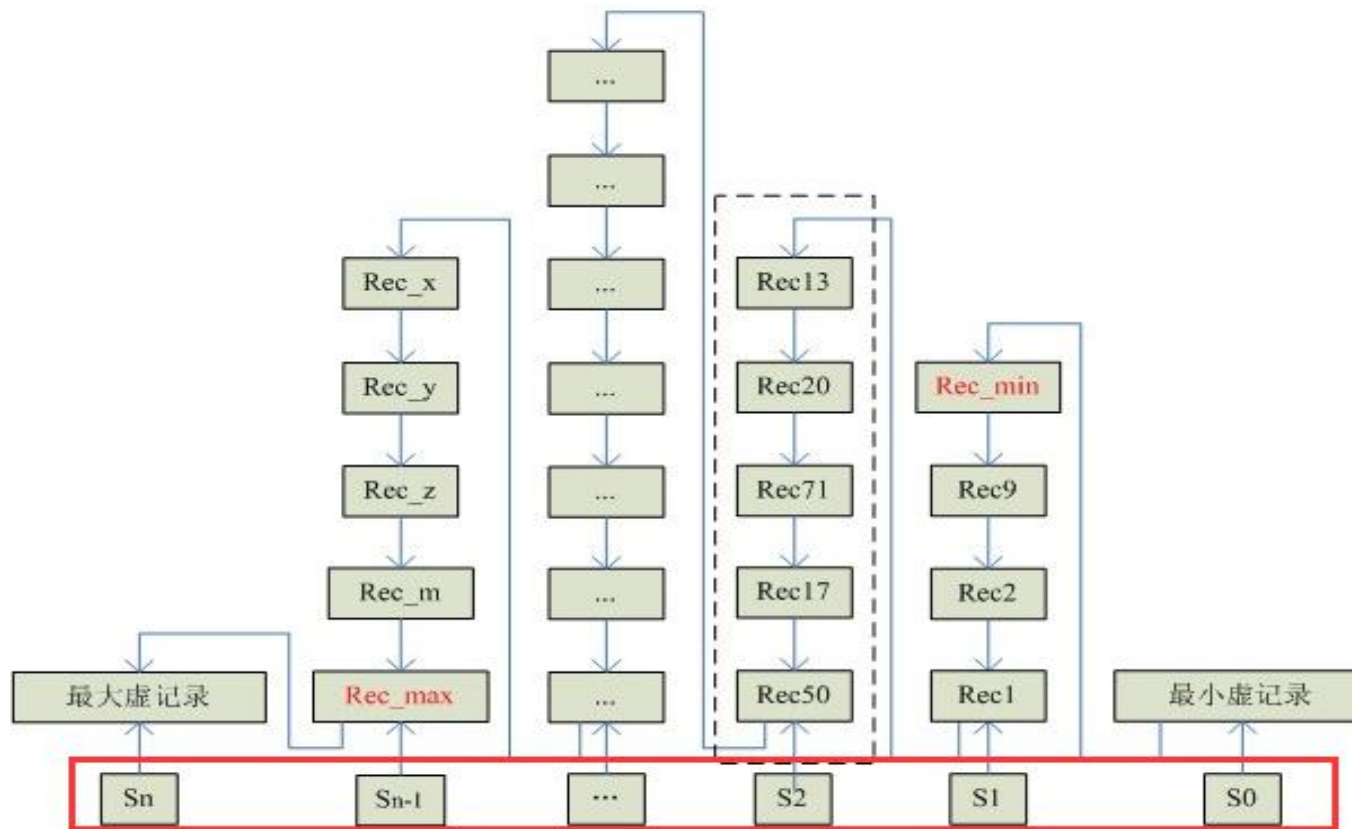 ...
...
Rec_x
...
Rec13
Rec_y
...
Rec20
Rec_min
Rec_z
...
Rec71
Rec9
Rec_m
...
Rec17
Rec2
最大虚记录
Rec_max
...
Rec50
Rec1
最小虚记录
Sn
Sn-1
...
S2
S1
S0